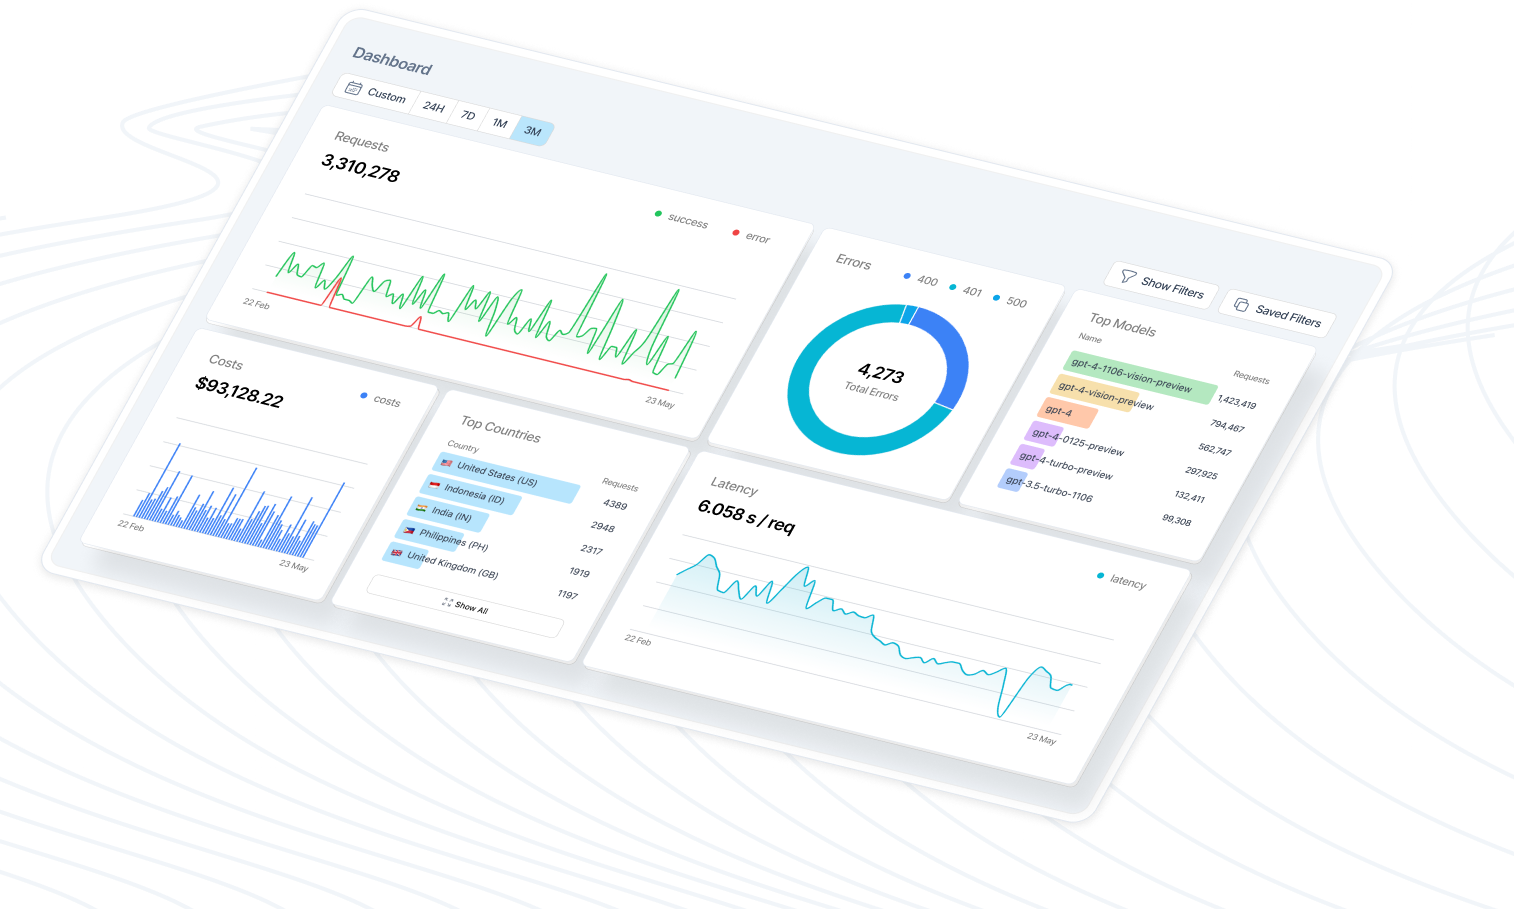 Dashboard
Custom 24H 7D 1M 3M
Requests
3,310,278
success error
22 Feb
23 May
Errors
400 401 500
4,273
Total Errors
Show Filters
Saved Filters
Top Models
Name Requests
gpt-4-1106-vision-preview 1,423,419
gpt-4-vision-preview 794,467
gpt-4 562,747
gpt-4-0125-preview 297,925
gpt-4-turbo-preview 132,411
gpt-3.5-turbo-1106 99,308
Costs
$93,128.22
costs
22 Feb
23 May
Top Countries
Country Requests
United States (US) 4389
Indonesia (ID) 2948
India (IN) 2317
Philippines (PH) 1919
United Kingdom (GB) 1197
Show All
Latency
6.058 s / req
latency
22 Feb
23 May